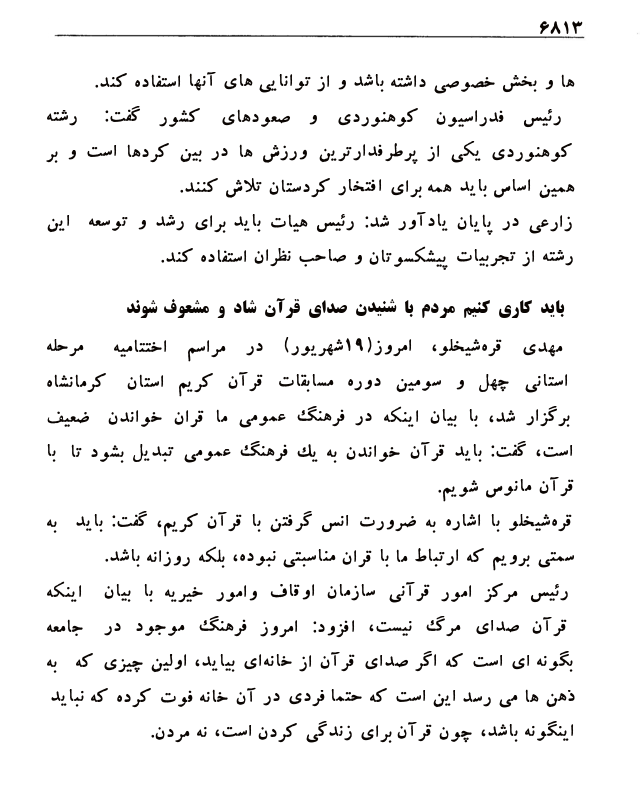 ۶۸۱۳
ها و بخش خصوصی داشته باشد و از توانایی های آنها استفاده کند.
رئیس فدراسیون کوهنوردی و صعودهای کشور گفت: رشته
کوهنوردی یکی از پرطرفدارترین ورزش ها در بین کردها است و بر
همین اساس باید همه برای افتخار کردستان تلاش کنند.
زارعی در پایان یادآور شد: رئیس هیات باید برای رشد و توسعه این
رشته از تجربیات پیشکسوتان و صاحب نظران استفاده کند.
باید کاری کنیم مردم با شنیدن صدای قرآن شاد و مشعوف شوند
مهدی قره‌شیخلو، امروز(۱۹شهریور) در مراسم اختتامیه مرحله
استانی چهل و سومین دوره مسابقات قرآن کریم استان کرمانشاه
برگزار شد، با بیان اینکه در فرهنگ عمومی ما قران خواندن ضعیف
است، گفت: باید قرآن خواندن به یك فرهنگ عمومی تبدیل بشود تا با
قرآن مانوس شویم.
قره‌شیخلو با اشاره به ضرورت انس گرفتن با قرآن کریم، گفت: باید به
سمتی برویم که ارتباط ما با قران مناسبتی نبوده، بلکه روزانه باشد.
رئیس مرکز امور قرآنی سازمان اوقاف وامور خیریه با بیان اینکه
قرآن صدای مرگ نیست، افزود: امروز فرهنگ موجود در جامعه
بگونه ای است که اگر صدای قرآن از خانه‌ای بیاید، اولین چیزی که به
ذهن ها می رسد این است که حتما فردی در آن خانه فوت کرده که نباید
اینگونه باشد، چون قرآن برای زندگی کردن است، نه مردن.